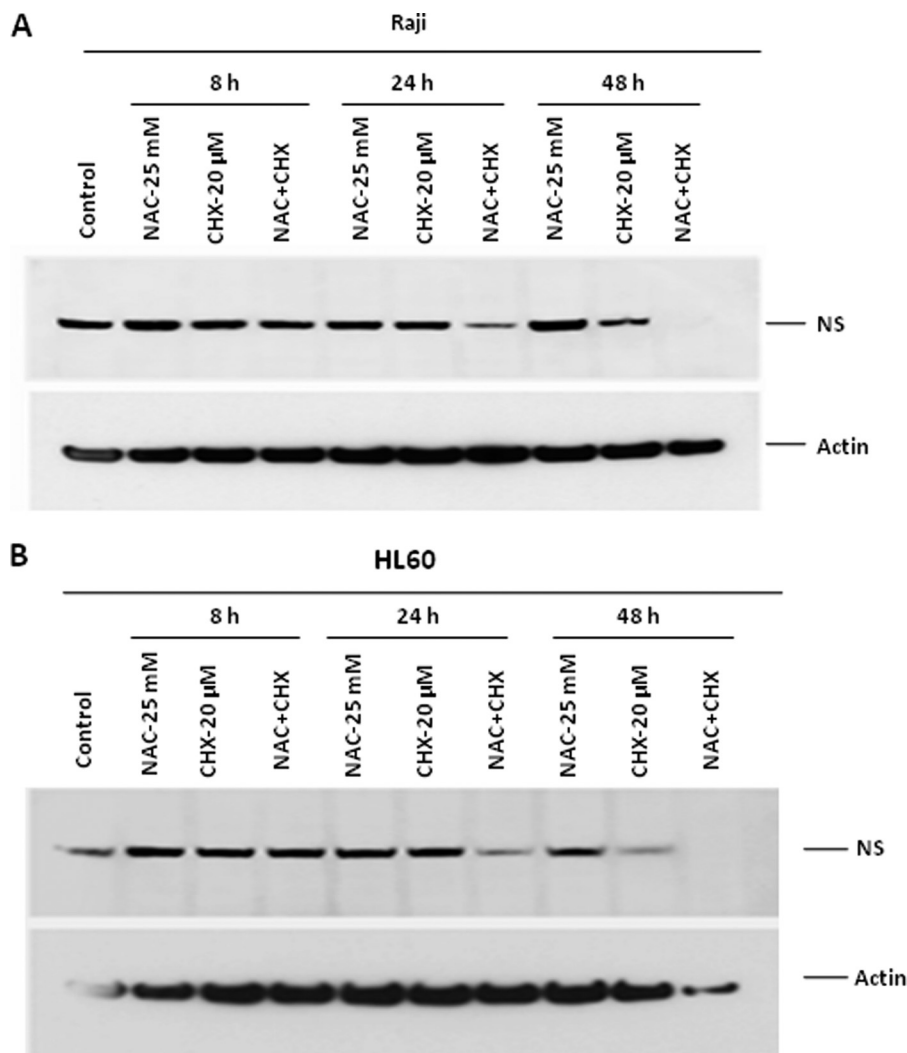 A
Raji
8 h 24 h 48 h
Control NAC-25 mM CHX-20 µM NAC+CHX NAC-25 mM CHX-20 µM NAC+CHX NAC-25 mM CHX-20 µM NAC+CHX
NS
Actin
B
HL60
8 h 24 h 48 h
Control NAC-25 mM CHX-20 µM NAC+CHX NAC-25 mM CHX-20 µM NAC+CHX NAC-25 mM CHX-20 µM NAC+CHX
NS
Actin